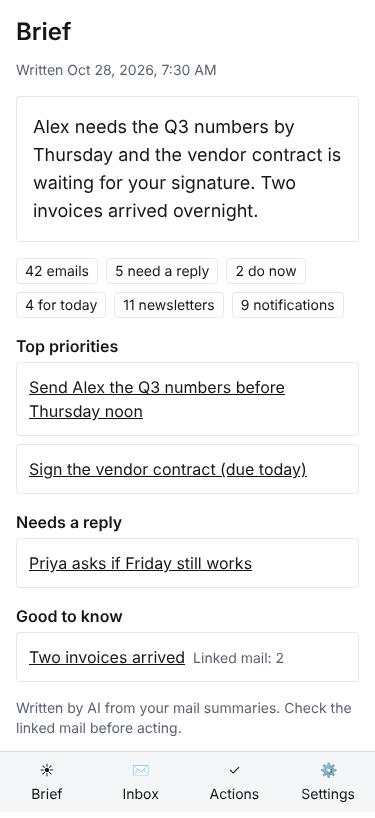 Brief
Written Oct 28, 2026, 7:30 AM
Alex needs the Q3 numbers by
Thursday and the vendor contract is
waiting for your signature. Two
invoices arrived overnight.
42 emails 5 need a reply 2 do now
4 for today 11 newsletters 9 notifications
Top priorities
Send Alex the Q3 numbers before
Thursday noon
Sign the vendor contract (due today)
Needs a reply
Priya asks if Friday still works
Good to know
Two invoices arrived Linked mail: 2
Written by AI from your mail summaries. Check the
linked mail before acting.
Brief Inbox Actions Settings